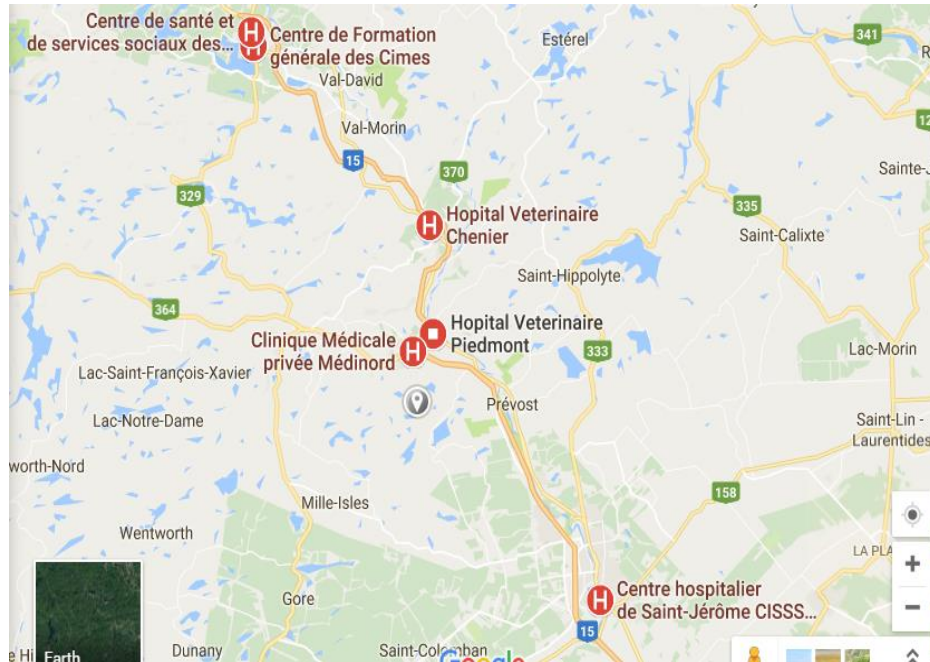 Centre de santé et
de services sociaux des...
Centre de Formation
générale des Cimes
Estérel
341
Val-David
Val-Morin
15
370
329
Sainte-J
335
Hopital Veterinaire
Chenier
Saint-Calixte
Saint-Hippolyte
364
Hopital Veterinaire
Piedmont
Clinique Médicale
privée Médinord
333
Lac-Morin
Lac-Saint-François-Xavier
Prévost
Lac-Notre-Dame
Saint-Lin -
Laurentides
worth-Nord
158
Mille-Isles
Wentworth
LA PLA
Centre hospitalier
de Saint-Jérôme CISSS...
Gore
15
Dunany
Saint-Colomban
Google
Earth